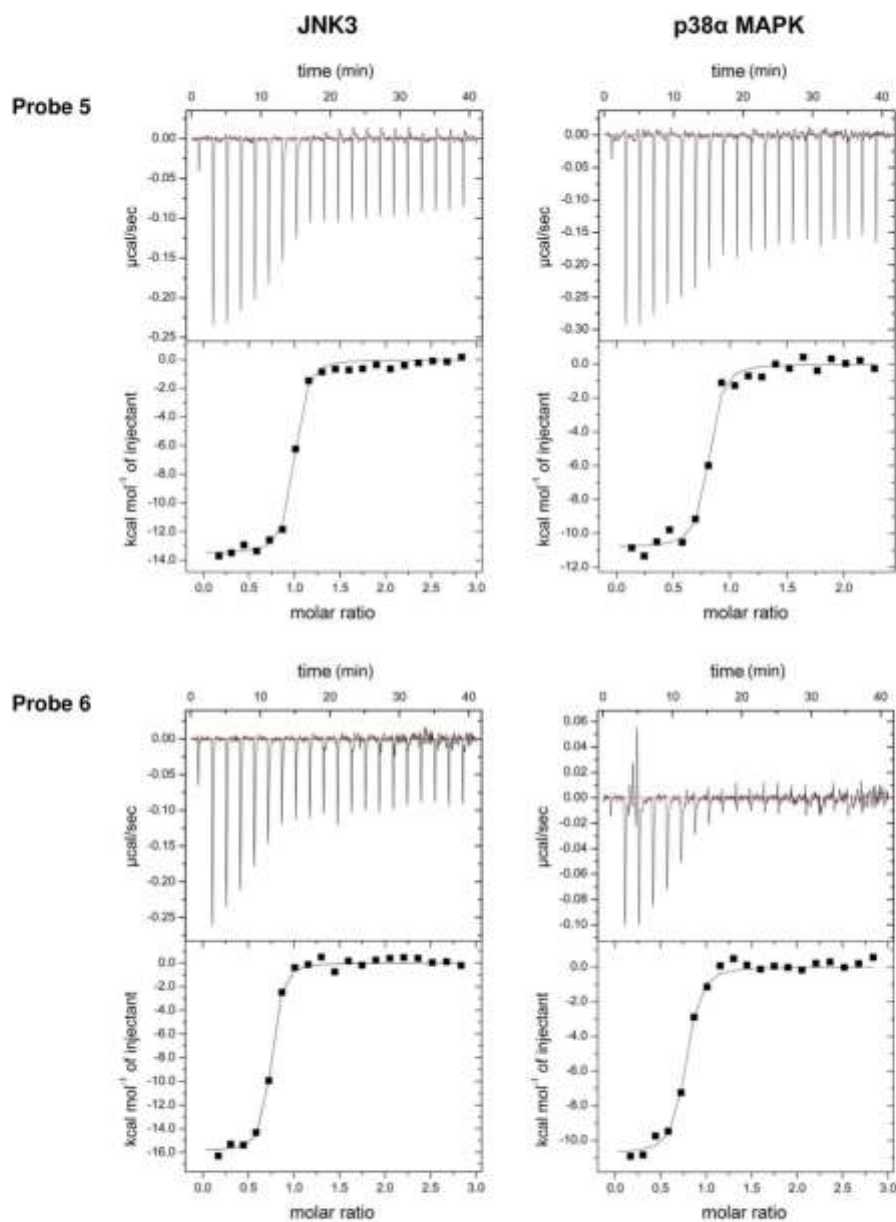 JNK3
p38α MAPK
Probe 5
time (min)
0 10 20 30 40
0.00
-0.05
-0.10
-0.15
-0.20
-0.25
µcal/sec
0.0
-2.0
-4.0
-6.0
-8.0
-10.0
-12.0
-14.0
kcal mol⁻¹ of injectant
0.0 0.5 1.0 1.5 2.0 2.5 3.0
molar ratio
time (min)
0 10 20 30 40
0.00
-0.05
-0.10
-0.15
-0.20
-0.25
-0.30
µcal/sec
0.0
-2.0
-4.0
-6.0
-8.0
-10.0
-12.0
kcal mol⁻¹ of injectant
0.0 0.5 1.0 1.5 2.0
molar ratio
Probe 6
time (min)
0 10 20 30 40
0.00
-0.05
-0.10
-0.15
-0.20
-0.25
µcal/sec
0.0
-2.0
-4.0
-6.0
-8.0
-10.0
-12.0
-14.0
-16.0
kcal mol⁻¹ of injectant
0.0 0.5 1.0 1.5 2.0 2.5 3.0
molar ratio
time (min)
0 10 20 30 40
0.06
0.04
0.02
0.00
-0.02
-0.04
-0.06
-0.08
-0.10
µcal/sec
0.0
-2.0
-4.0
-6.0
-8.0
-10.0
kcal mol⁻¹ of injectant
0.0 0.5 1.0 1.5 2.0 2.5 3.0
molar ratio